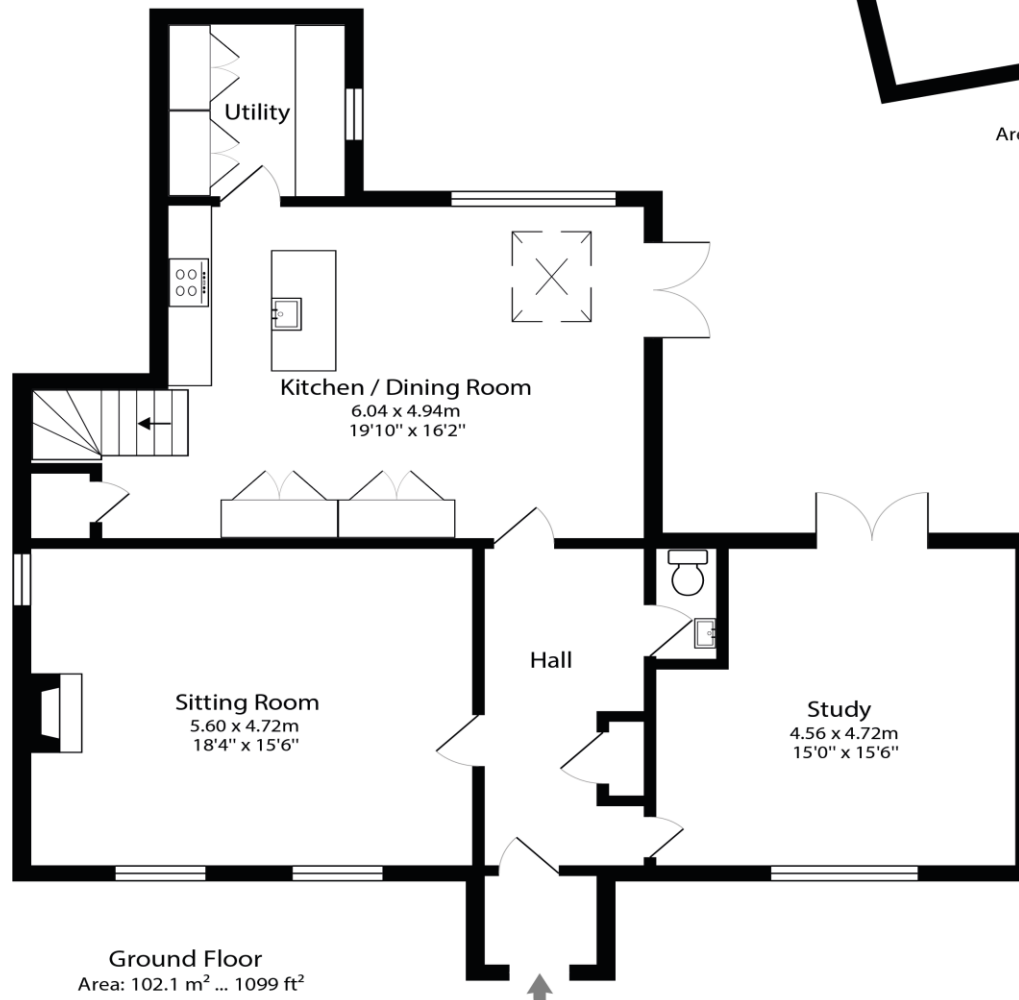 Utility
Are
Kitchen / Dining Room
6.04 x 4.94m
19'10" x 16'2"
Hall
Sitting Room
5.60 x 4.72m
18'4" x 15'6"
Study
4.56 x 4.72m
15'0" x 15'6"
Ground Floor
Area: 102.1 m² ... 1099 ft²